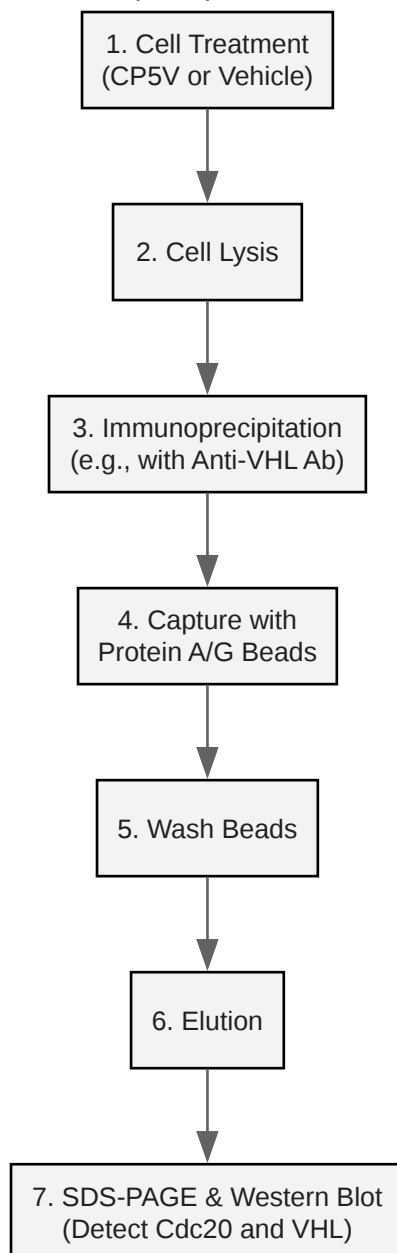 1. Cell Treatment
(CP5V or Vehicle)
2. Cell Lysis
3. Immunoprecipitation
(e.g., with Anti-VHL Ab)
4. Capture with
Protein A/G Beads
5. Wash Beads
6. Elution
7. SDS-PAGE & Western Blot
(Detect Cdc20 and VHL)